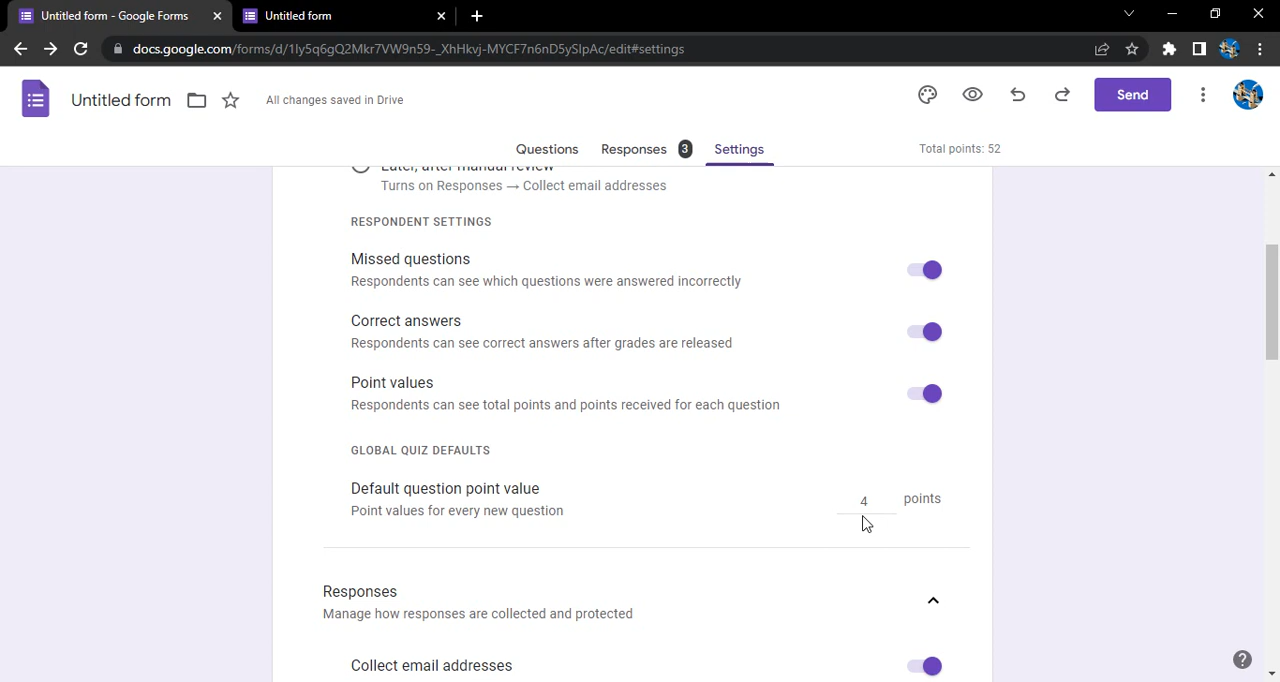 Untitled form - Google Forms
Untitled form
docs.google.com/forms/d/1ly5q6gQ2Mkr7VW9n59-_XhHkvj-MYCF7n6nD5ySlpAc/edit#settings
Untitled form
All changes saved in Drive
Send
Questions
Responses 3
Settings
Total points: 52
Later, after manual review
Turns on Responses → Collect email addresses
RESPONDENT SETTINGS
Missed questions
Respondents can see which questions were answered incorrectly
Correct answers
Respondents can see correct answers after grades are released
Point values
Respondents can see total points and points received for each question
GLOBAL QUIZ DEFAULTS
Default question point value
4 points
Point values for every new question
Responses
Manage how responses are collected and protected
Collect email addresses